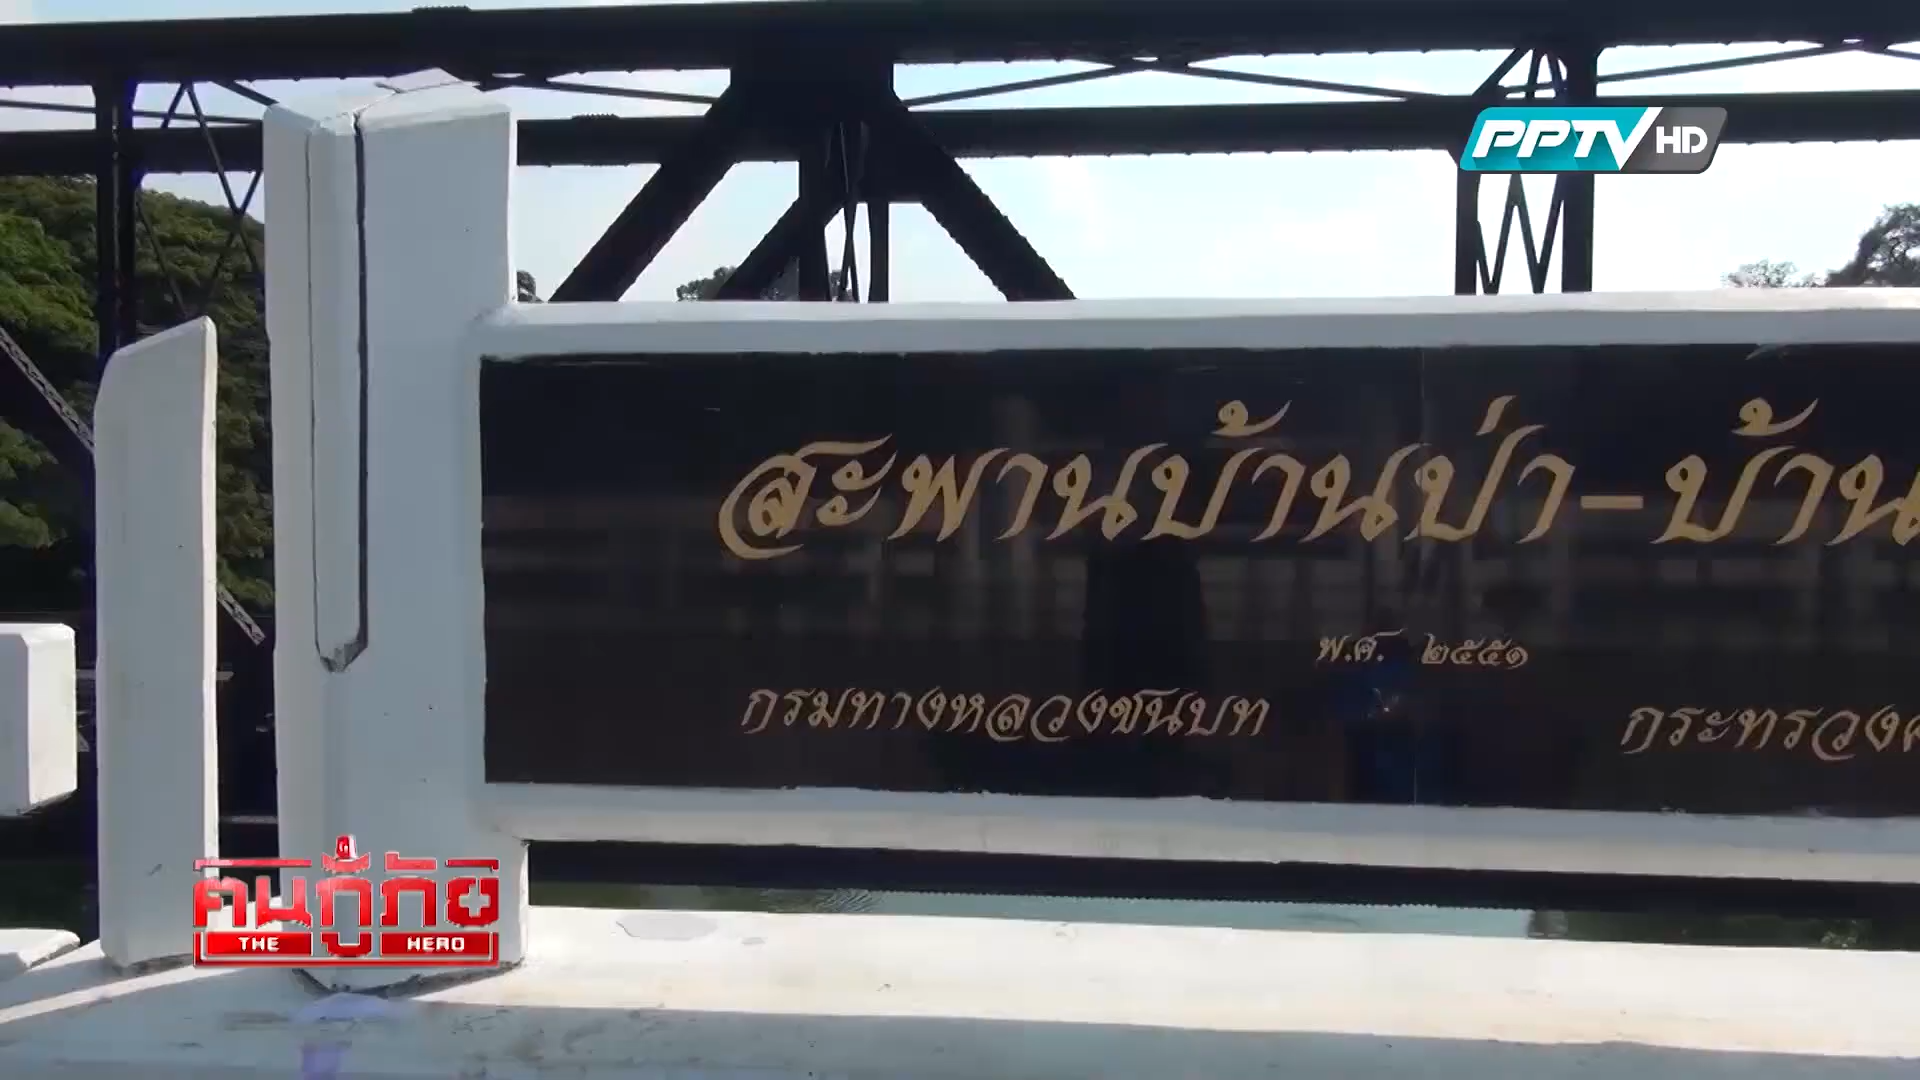 PPTV HD
สะพานบ้านป่า-บ้าน
พ.ศ. ๒๕๕๑
กรมทางหลวงชนบท
กระทรวงค
คนกู้ภัย
THE HERO